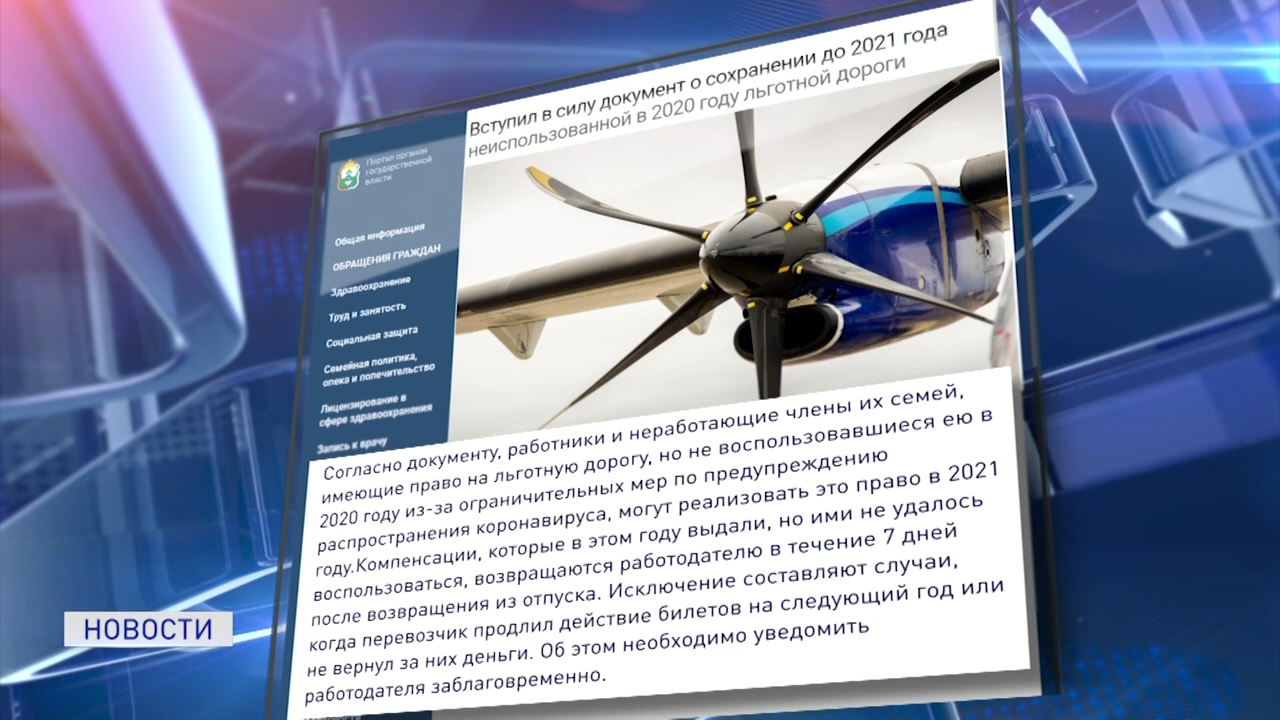 Вступил в силу документ о сохранении до 2021 года
неиспользованной в 2020 году льготной дороги
Портал органов
государственной
власти
Общая информация
ОБРАЩЕНИЯ ГРАЖДАН
Здравоохранение
Труд и занятость
Социальная защита
Семейная политика,
опека и попечительство
Лицензирование в
сфере здравоохранения
Запись к врачу
Согласно документу, работники и неработающие члены их семей,
имеющие право на льготную дорогу, но не воспользовавшиеся ею в
2020 году из-за ограничительных мер по предупреждению
распространения коронавируса, могут реализовать это право в 2021
году.Компенсации, которые в этом году выдали, но ими не удалось
воспользоваться, возвращаются работодателю в течение 7 дней
после возвращения из отпуска. Исключение составляют случаи,
когда перевозчик продлил действие билетов на следующий год или
не вернул за них деньги. Об этом необходимо уведомить
работодателя заблаговременно.
НОВОСТИ